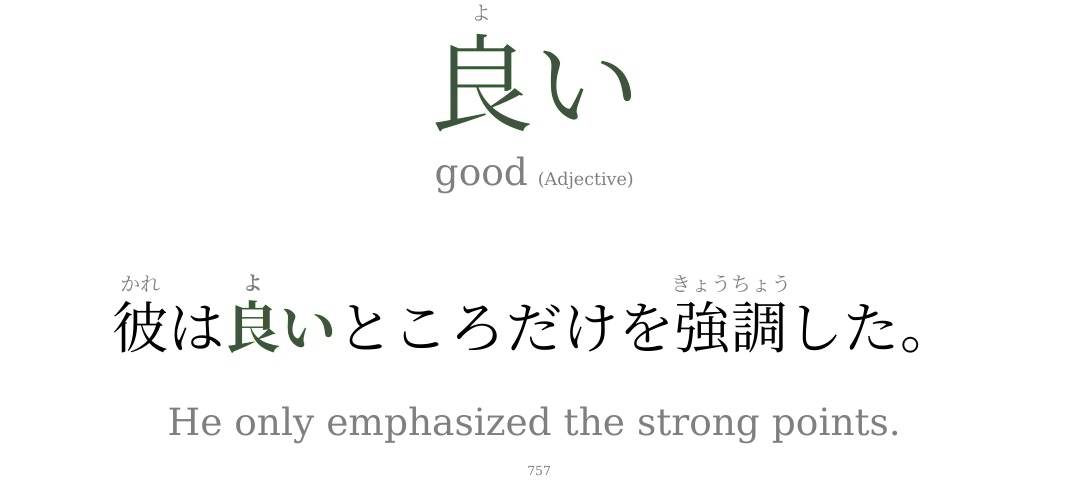 よ
良い
good (Adjective)
かれ よ きょうちょう
彼は良いところだけを強調した。
He only emphasized the strong points.
757